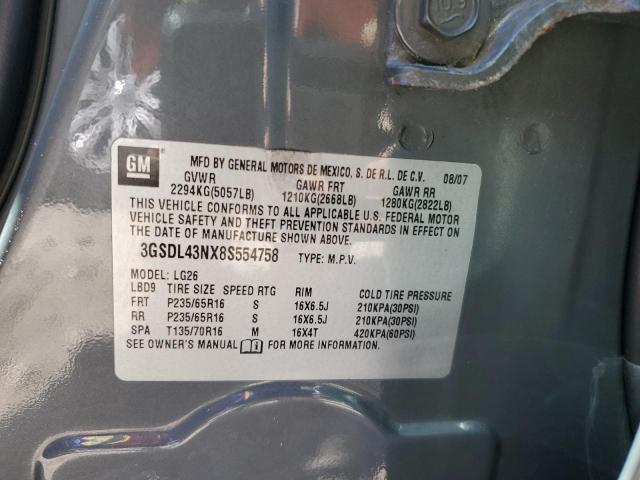 GM
MFD BY GENERAL MOTORS DE MEXICO, S. DE R.L. DE C.V. 08/07
GVWR GAWR FRT GAWR RR
2294KG(5057LB) 1210KG(2668LB) 1280KG(2822LB)
THIS VEHICLE CONFORMS TO ALL APPLICABLE U.S. FEDERAL MOTOR
VEHICLE SAFETY AND THEFT PREVENTION STANDARDS IN EFFECT ON
THE DATE OF MANUFACTURE SHOWN ABOVE.
3GSDL43NX8S554758 TYPE: M.P.V.
MODEL: LG26
LBD9 TIRE SIZE SPEED RTG RIM COLD TIRE PRESSURE
FRT P235/65R16 S 16X6.5J 210KPA(30PSI)
RR P235/65R16 S 16X6.5J 210KPA(30PSI)
SPA T135/70R16 M 16X4T 420KPA(60PSI)
SEE OWNER'S MANUAL FOR MORE INFORMATION.